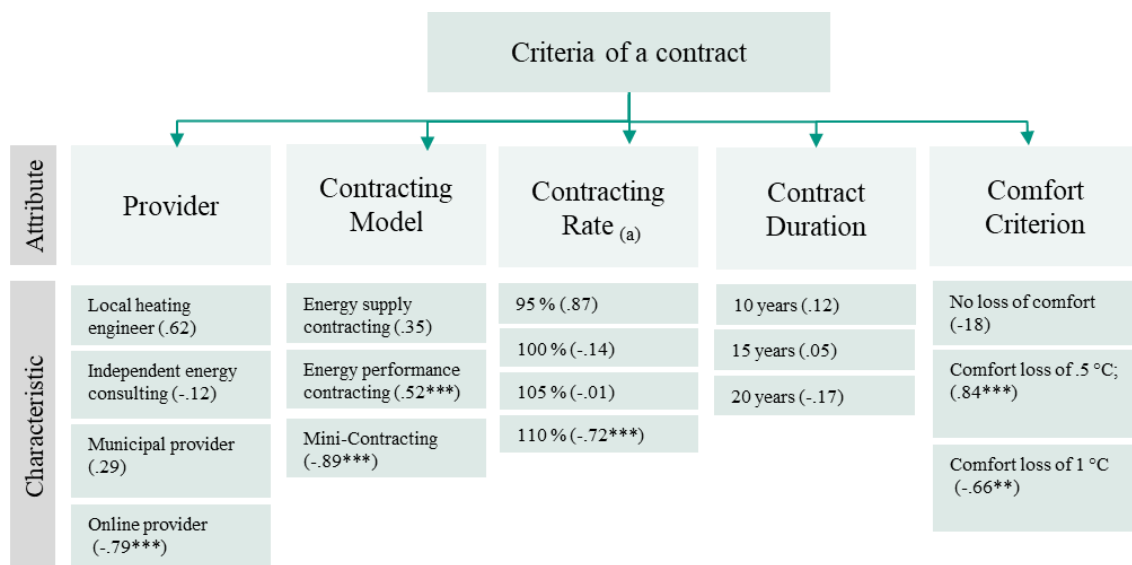 Criteria of a contract
Attribute
Provider
Contracting
Model
Contracting
Rate (a)
Contract
Duration
Comfort
Criterion
Characteristic
Local heating
engineer (.62)
Independent energy
consulting (-.12)
Municipal provider
(.29)
Online provider
(-.79***)
Energy supply
contracting (.35)
Energy performance
contracting (.52***)
Mini-Contracting
(-.89***)
95 % (.87)
100 % (-.14)
105 % (-.01)
110 % (-.72***)
10 years (.12)
15 years (.05)
20 years (-.17)
No loss of comfort
(-18)
Comfort loss of .5 °C;
(.84***)
Comfort loss of 1 °C
(-.66**)